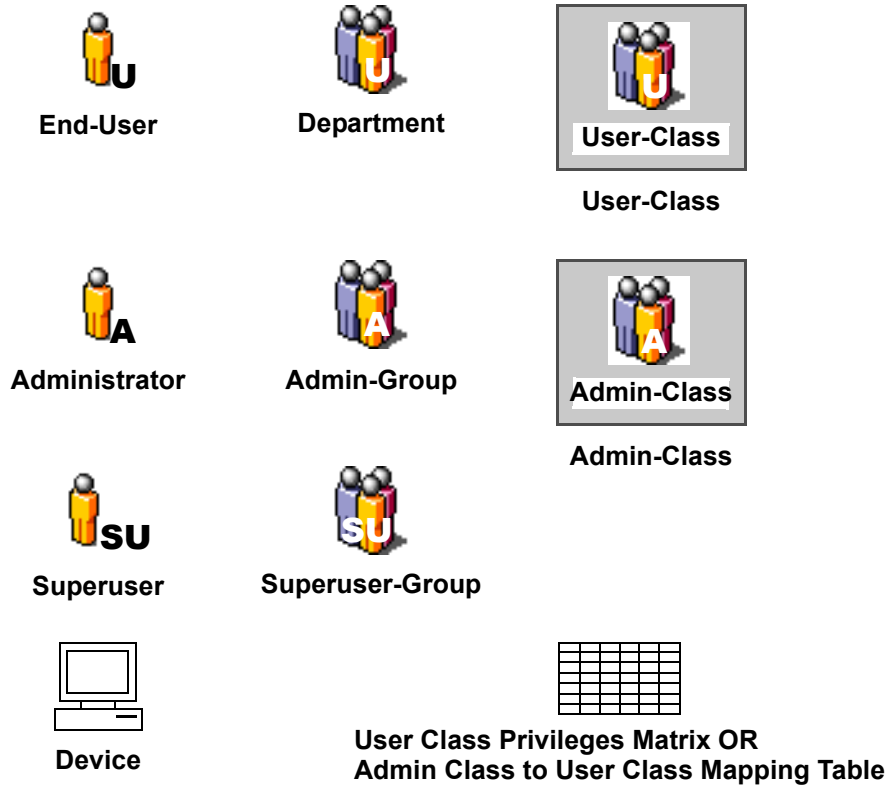 U
End-User
U
Department
U
User-Class
User-Class
A
Administrator
A
Admin-Group
A
Admin-Class
Admin-Class
SU
Superuser
SU
Superuser-Group
Device
User Class Privileges Matrix OR
Admin Class to User Class Mapping Table